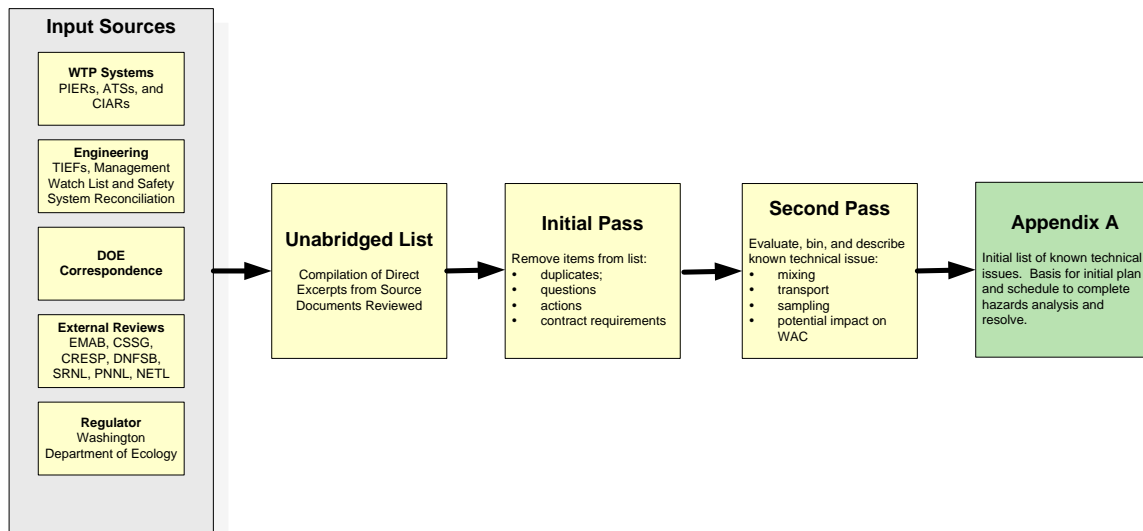 Input Sources
WTP Systems
PIERs, ATSs, and
CIARs
Engineering
TIEFs, Management
Watch List and Safety
System Reconciliation
DOE
Correspondence
External Reviews
EMAB, CSSG,
CRESP, DNFSB,
SRNL, PNNL, NETL
Regulator
Washington
Department of Ecology
Unabridged List
Compilation of Direct
Excerpts from Source
Documents Reviewed
Initial Pass
Remove items from list:
• duplicates;
• questions
• actions
• contract requirements
Second Pass
Evaluate, bin, and describe
known technical issue:
• mixing
• transport
• sampling
• potential impact on
WAC
Appendix A
Initial list of known technical
issues. Basis for initial plan
and schedule to complete
hazards analysis and
resolve.